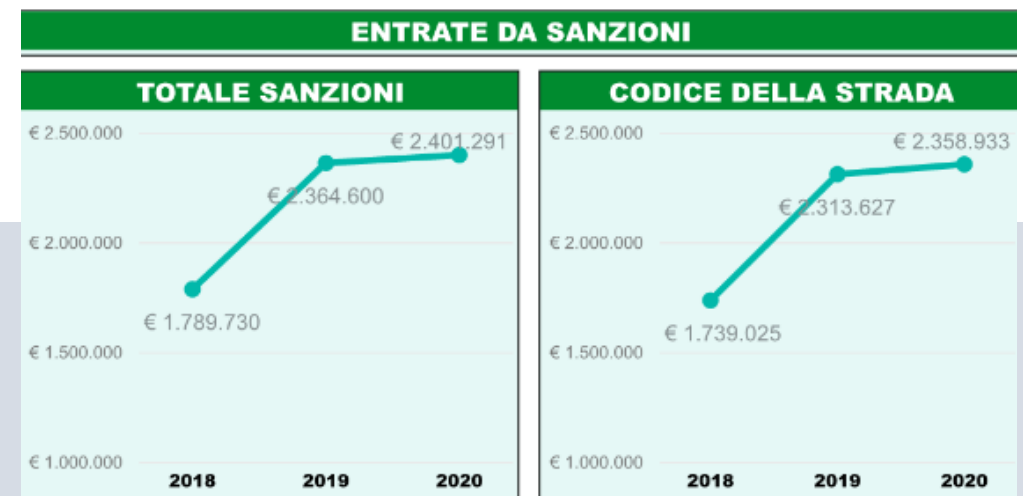 ENTRATE DA SANZIONI
TOTALE SANZIONI
€ 2.500.000
€ 2.401.291
€ 2.364.600
€ 2.000.000
€ 1.789.730
€ 1.500.000
€ 1.000.000
2018 2019 2020
CODICE DELLA STRADA
€ 2.500.000
€ 2.358.933
€ 2.313.627
€ 2.000.000
€ 1.739.025
€ 1.500.000
€ 1.000.000
2018 2019 2020